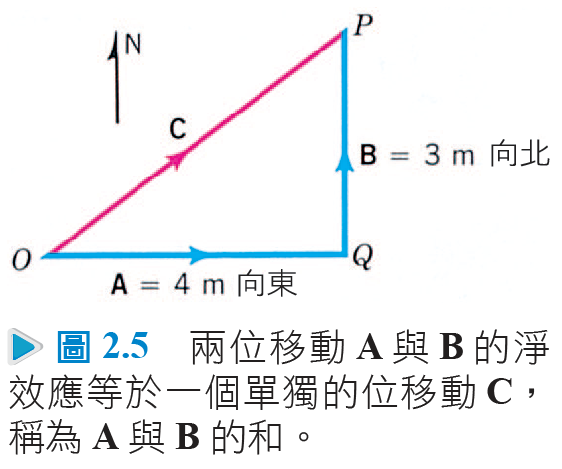 N
P
C
B = 3 m 向北
O
Q
A = 4 m 向東
圖 2.5 兩位移動 A 與 B 的淨
效應等於一個單獨的位移動 C，
稱為 A 與 B 的和。